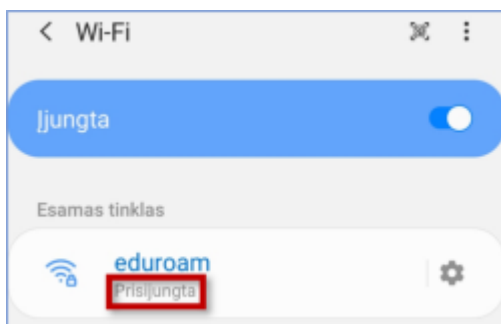 Wi-Fi
Įjungta
Esamas tinklas
eduroam
Prisijungta